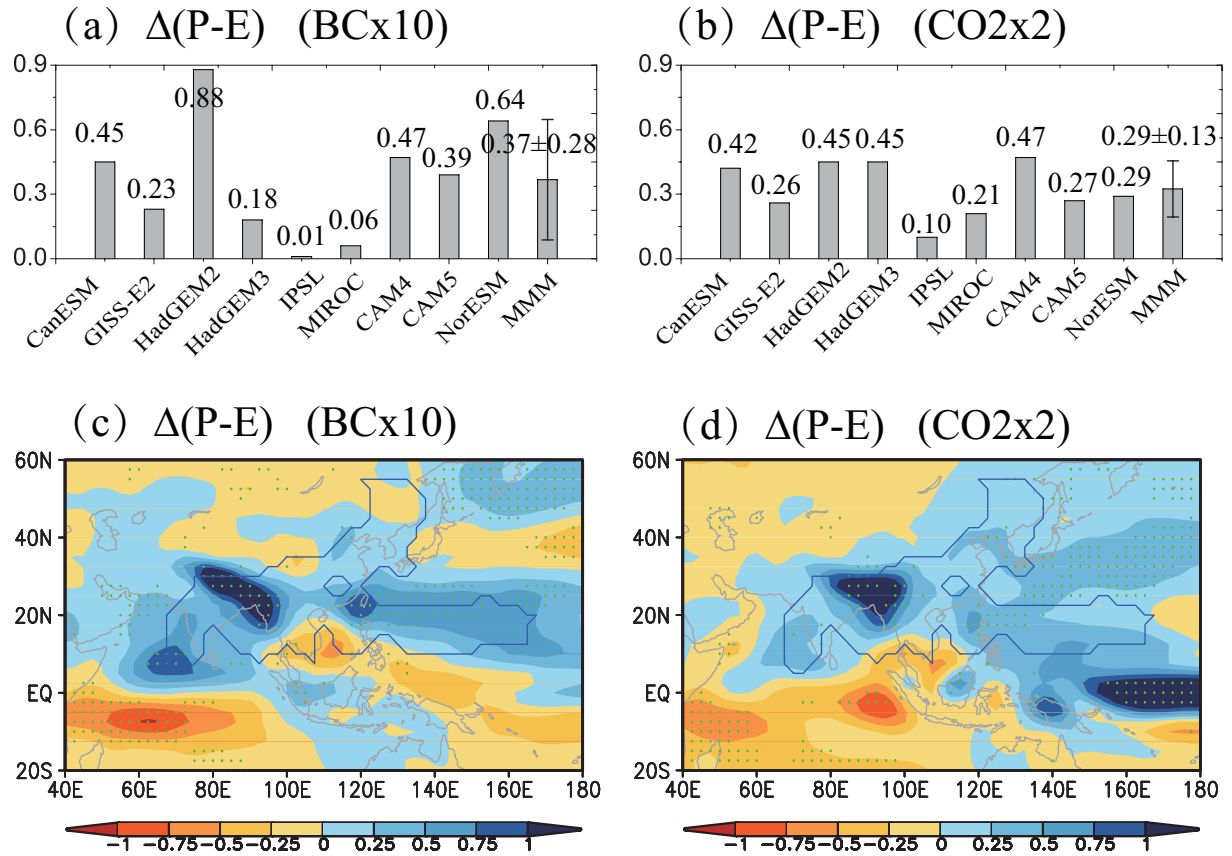 (a) Δ(P-E) (BCx10)
0.9
0.6
0.3
0.0
0.45
0.23
0.88
0.18
0.01
0.06
0.47
0.39
0.64
0.37±0.28
CanESM
GISS-E2
HadGEM2
HadGEM3
IPSL
MIROC
CAM4
CAM5
NorESM
MMM
(b) Δ(P-E) (CO2x2)
0.9
0.6
0.3
0.0
0.42
0.26
0.45
0.45
0.10
0.21
0.47
0.27
0.29
0.29±0.13
CanESM
GISS-E2
HadGEM2
HadGEM3
IPSL
MIROC
CAM4
CAM5
NorESM
MMM
(c) Δ(P-E) (BCx10)
60N
40N
20N
EQ
20S
40E 60E 80E 100E 120E 140E 160E 180
-1 -0.75 -0.5 -0.25 0 0.25 0.5 0.75 1
(d) Δ(P-E) (CO2x2)
60N
40N
20N
EQ
20S
40E 60E 80E 100E 120E 140E 160E 180
-1 -0.75 -0.5 -0.25 0 0.25 0.5 0.75 1